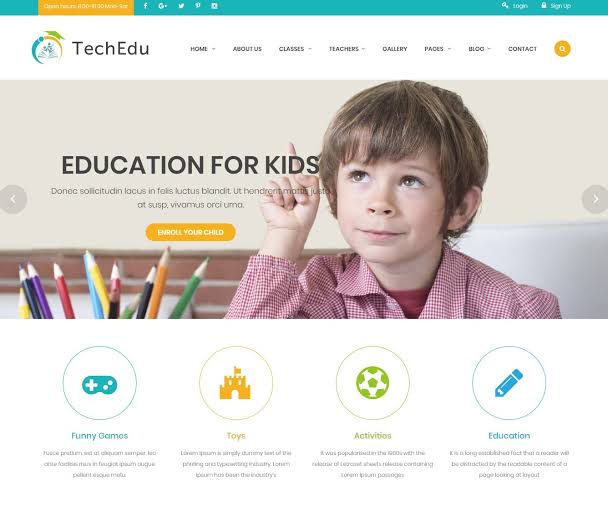 Open hours: 8.00-18.00 Mon-Sat
Login
Sign Up
TechEdu
HOME
ABOUT US
CLASSES
TEACHERS
GALLERY
PAGES
BLOG
CONTACT
EDUCATION FOR KIDS
Donec sollicitudin lacus in felis luctus blandit. Ut hendrerit mattis justo
at susp, vivamus orci urna.
ENROLL YOUR CHILD
Funny Games
Toys
Activities
Education
Fusce pretium, sed at aliquam semper, leo
ante facilisis risus in feugiat ipsum augue
pellent esque metu
Lorem Ipsum is simply dummy text of the
printing and typesetting industry. Lorem
Ipsum has been the industry's
It was popularised in the 1960s with the
release of Letraset sheets release containing
Lorem Ipsum passages
It is a long established fact that a reader will
be distracted by the readable content of a
page looking at layout